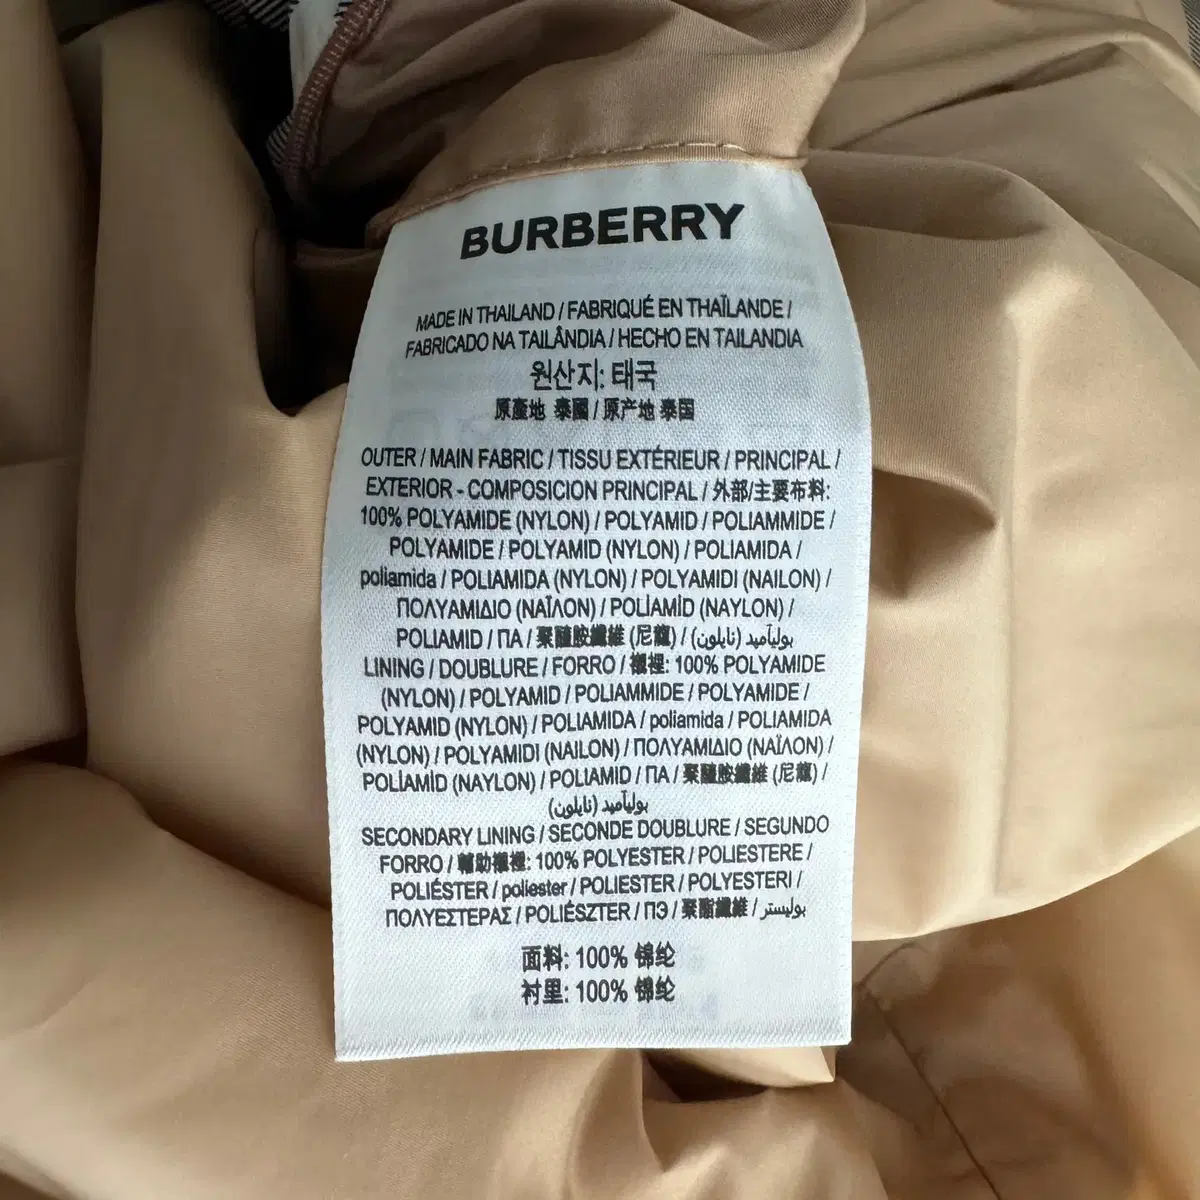 BURBERRY
MADE IN THAILAND / FABRIQUÉ EN THAÏLANDE /
FABRICADO NA TAILÂNDIA / HECHO EN TAILANDIA
원산지: 태국
原產地 泰國 / 原产地 泰国
OUTER / MAIN FABRIC / TISSU EXTÉRIEUR / PRINCIPAL /
EXTERIOR - COMPOSICION PRINCIPAL / 外部/主要布料:
100% POLYAMIDE (NYLON) / POLYAMID / POLIAMMIDE /
POLYAMIDE / POLYAMID (NYLON) / POLIAMIDA /
poliamida / POLIAMIDA (NYLON) / POLYAMIDI (NAILON) /
ΠΟΛΥΑΜΙΔΙΟ (ΝΑΪΛΟΝ) / POLİAMİD (NAYLON) /
POLIAMID / ПА / 聚醯胺纖維 (尼龍) / بوليآميد (نايلون)
LINING / DOUBLURE / FORRO / 襯裡: 100% POLYAMIDE
(NYLON) / POLYAMID / POLIAMMIDE / POLYAMIDE /
POLYAMID (NYLON) / POLIAMIDA / poliamida / POLIAMIDA
(NYLON) / POLYAMIDI (NAILON) / ΠΟΛΥΑΜΙΔΙΟ (ΝΑΪΛΟΝ) /
POLİAMİD (NAYLON) / POLIAMID / ПА / 聚醯胺纖維 (尼龍) /
بوليآميد (نايلون)
SECONDARY LINING / SECONDE DOUBLURE / SEGUNDO
FORRO / 輔助襯裡: 100% POLYESTER / POLIESTERE /
POLIÉSTER / poliester / POLIESTER / POLYESTERI /
ΠΟΛΥΕΣΤΕΡΑΣ / POLIÉSZTER / ПЭ / 聚酯纖維 / بوليستر
面料: 100% 锦纶
衬里: 100% 锦纶